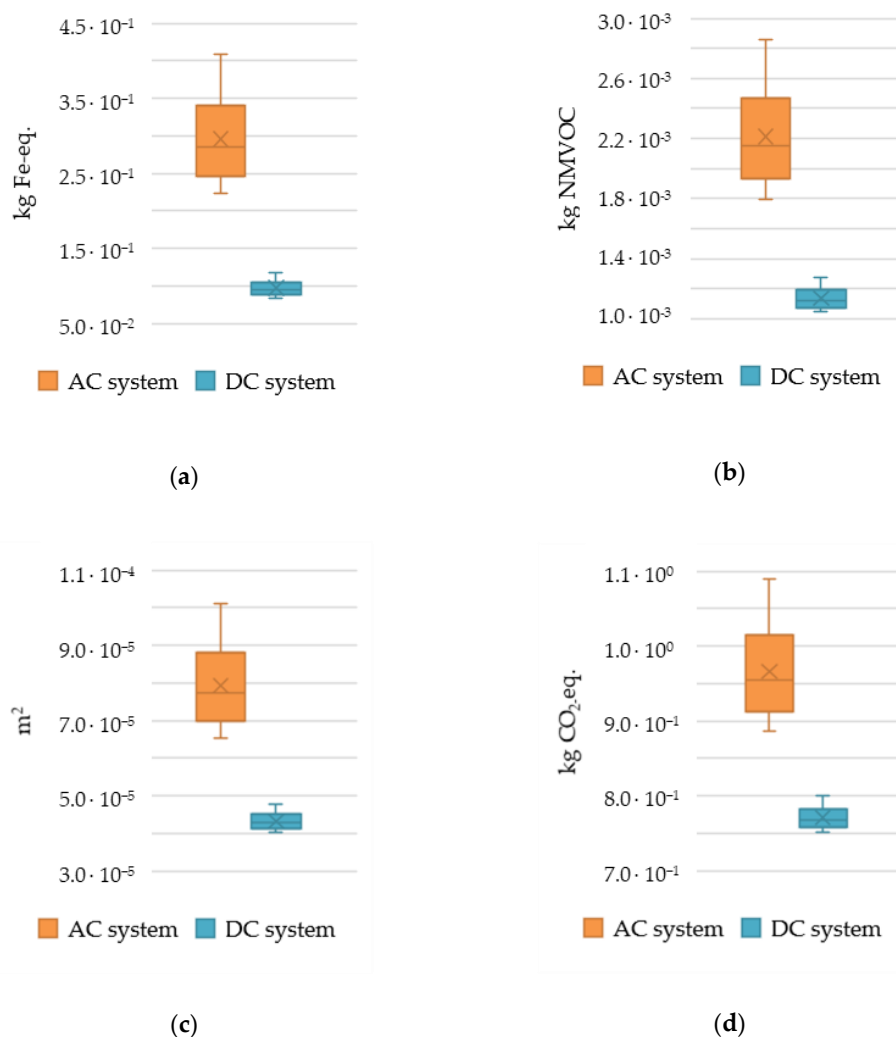 4.5· 10⁻¹
3.5· 10⁻¹
2.5· 10⁻¹
1.5· 10⁻¹
5.0· 10⁻²
kg Fe-eq.
AC system DC system
(a)
3.0· 10⁻³
2.6· 10⁻³
2.2· 10⁻³
1.8· 10⁻³
1.4· 10⁻³
1.0· 10⁻³
kg NMVOC
AC system DC system
(b)
1.1· 10⁻⁴
9.0· 10⁻⁵
7.0· 10⁻⁵
5.0· 10⁻⁵
3.0· 10⁻⁵
m²
AC system DC system
(c)
1.1· 10⁰
1.0· 10⁰
9.0· 10⁻¹
8.0· 10⁻¹
7.0· 10⁻¹
kg CO₂-eq.
AC system DC system
(d)